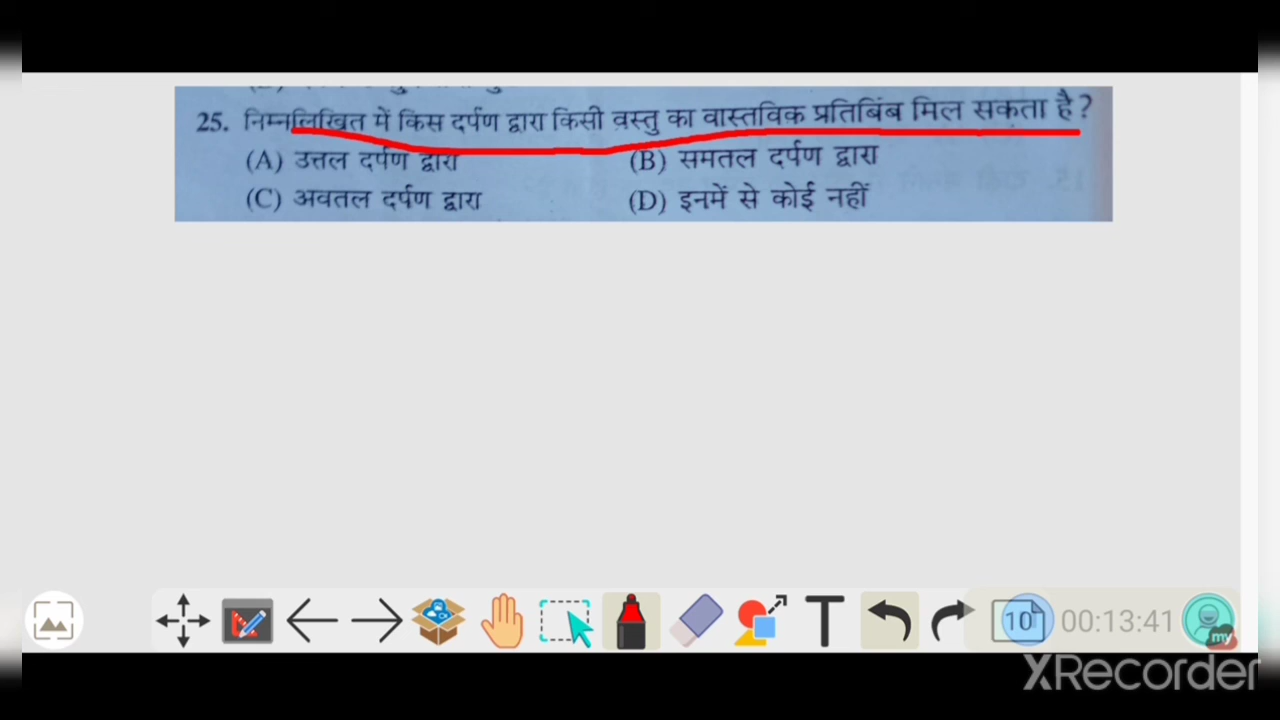 25. निम्नलिखित में किस दर्पण द्वारा किसी वस्तु का वास्तविक प्रतिबिंब मिल सकता है?
(A) उत्तल दर्पण द्वारा (B) समतल दर्पण द्वारा
(C) अवतल दर्पण द्वारा (D) इनमें से कोई नहीं
T
10 00:13:41
my
XRecorder